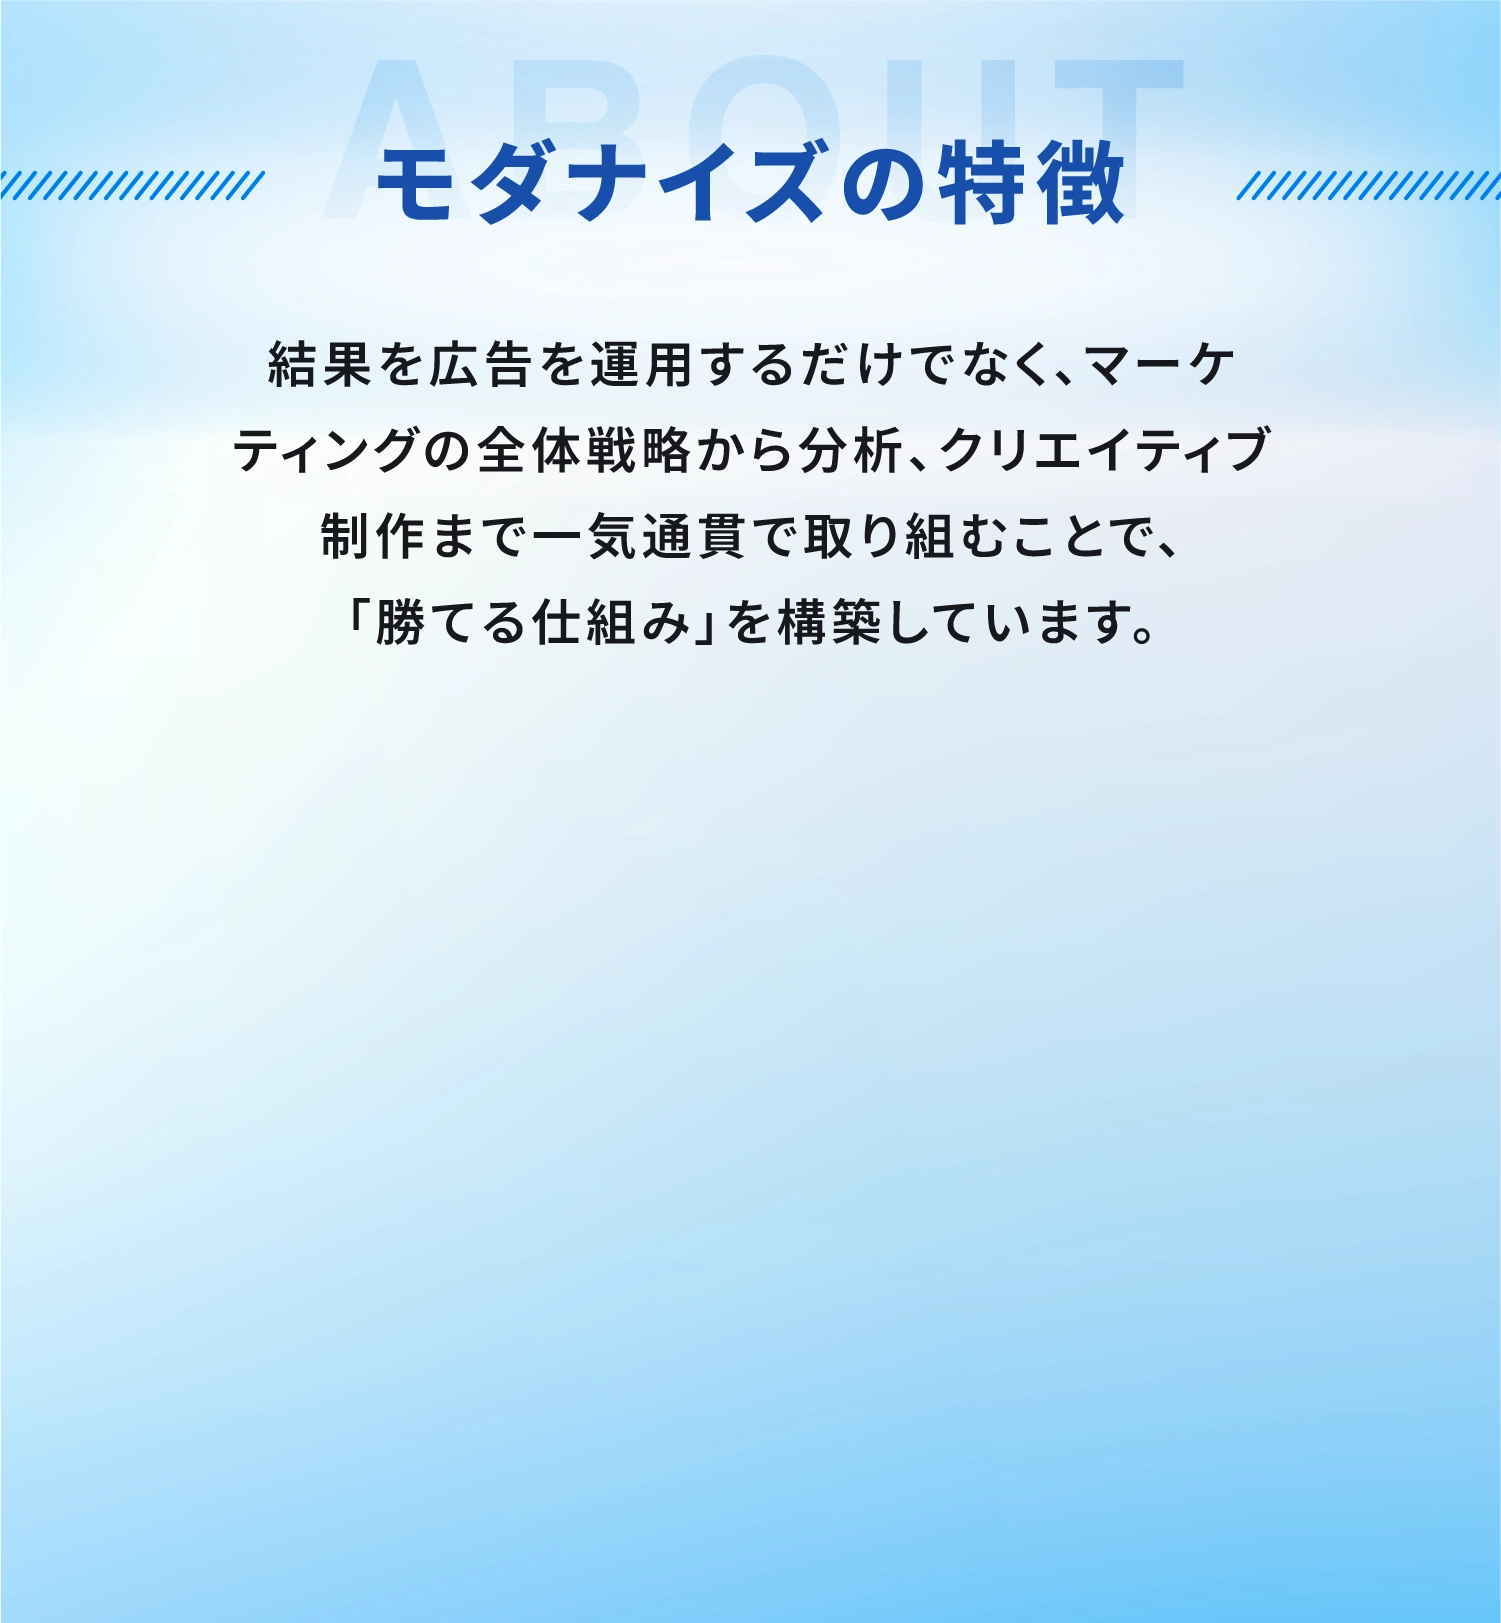 ABOUT
モダナイズの特徴
結果を広告を運用するだけでなく、マーケ
ティングの全体戦略から分析、クリエイティブ
制作まで一気通貫で取り組むことで、
「勝てる仕組み」を構築しています。